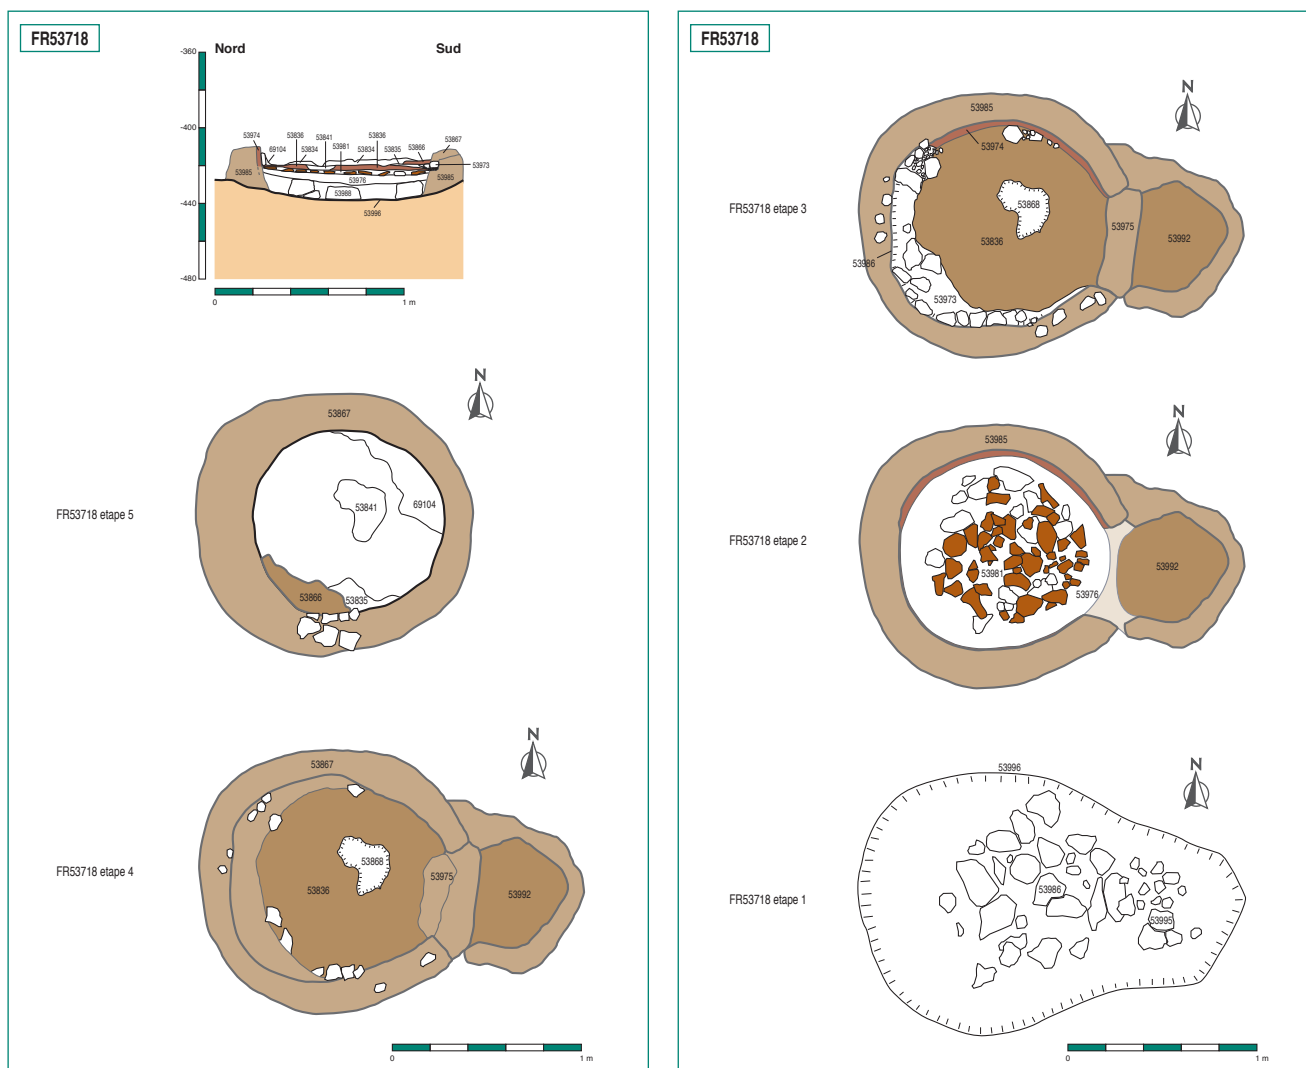 FR53718
Nord Sud
-360
-400
-440
-480
53974 53836 53841 53836 53867
69104 53834 53981 53834 53835 53866
53973
53985 53976 53985
53988
53996
0 1 m
N
53867
FR53718 etape 5
53841
69104
53866
53835
N
53867
FR53718 etape 4
53868
53836
53975
53992
0 1 m
FR53718
N
53985
53974
FR53718 etape 3
53868
53836
53975
53992
53986
53973
N
53985
FR53718 etape 2
53981
53976
53992
N
53996
FR53718 etape 1
53986
53995
0 1 m